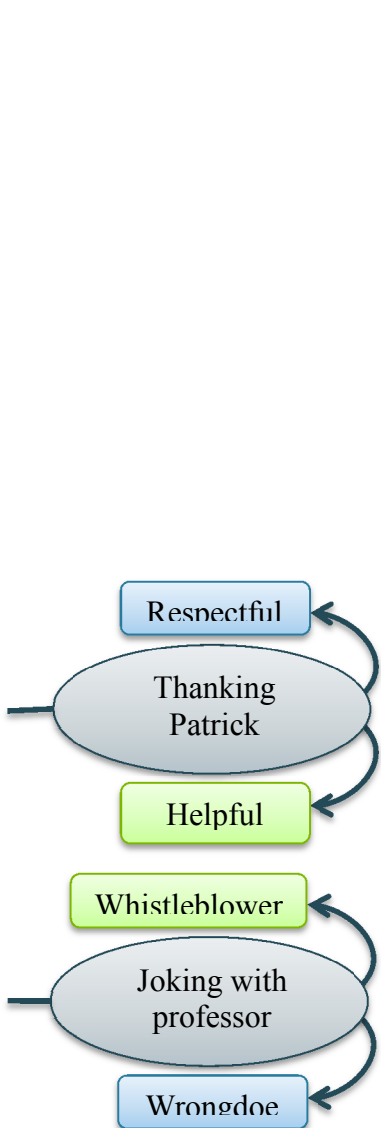 Respectful
Thanking
Patrick
Helpful
Whistleblower
Joking with
professor
Wrongdoe